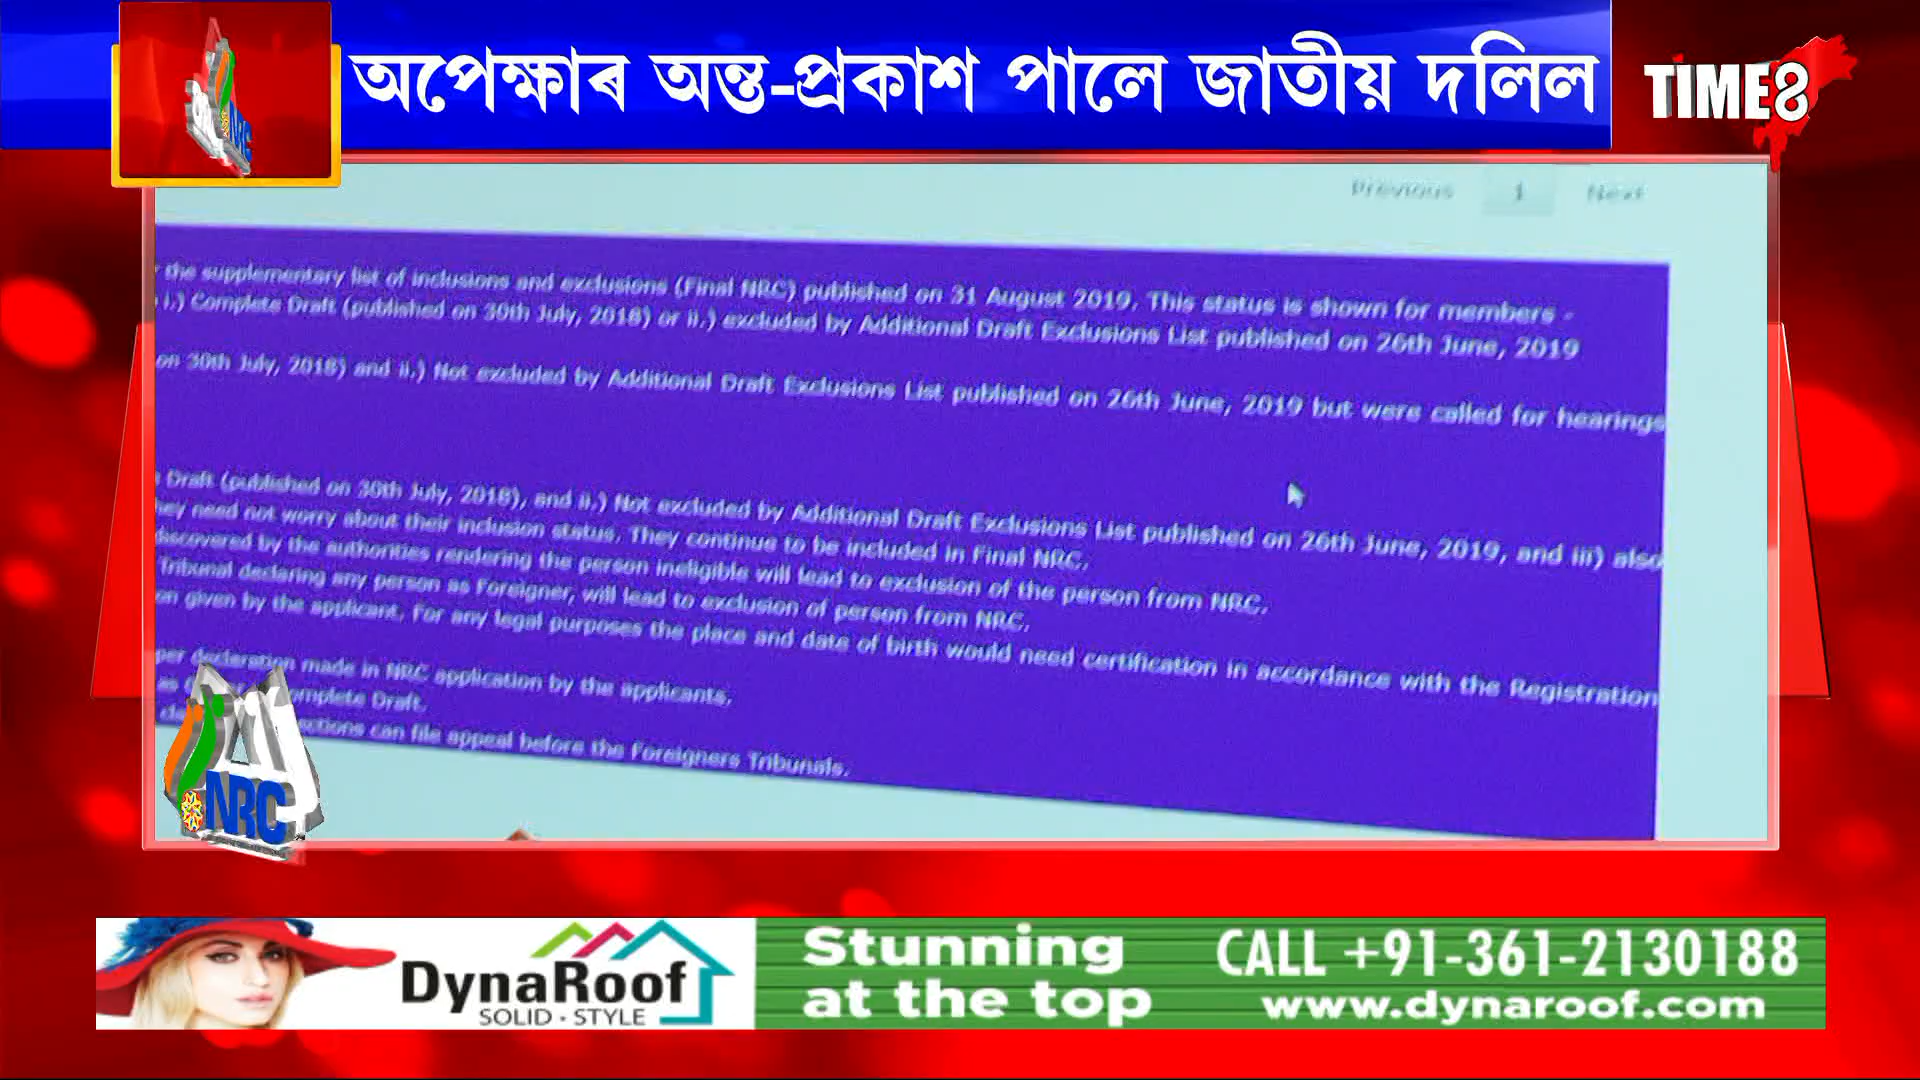 অপেক্ষাৰ অন্ত-প্ৰকাশ পালে জাতীয় দলিল
TIME8
NRC
Previous 1 Next
the supplementary list of inclusions and exclusions (Final NRC) published on 31 August 2019. This status is shown for members -
i.) Complete Draft (published on 30th July, 2018) or ii.) excluded by Additional Draft Exclusions List published on 26th June, 2019
on 30th July, 2018) and ii.) Not excluded by Additional Draft Exclusions List published on 26th June, 2019 but were called for hearings
Draft (published on 30th July, 2018), and ii.) Not excluded by Additional Draft Exclusions List published on 26th June, 2019, and iii) also
hey need not worry about their inclusion status. They continue to be included in Final NRC.
discovered by the authorities rendering the person ineligible will lead to exclusion of the person from NRC.
Tribunal declaring any person as Foreigner, will lead to exclusion of person from NRC.
on given by the applicant. For any legal purposes the place and date of birth would need certification in accordance with the Registration
per declaration made in NRC application by the applicants.
as omplete Draft.
ctions can file appeal before the Foreigners Tribunals.
NRC
DynaRoof
SOLID · STYLE
Stunning
at the top
CALL +91-361-2130188
www.dynaroof.com